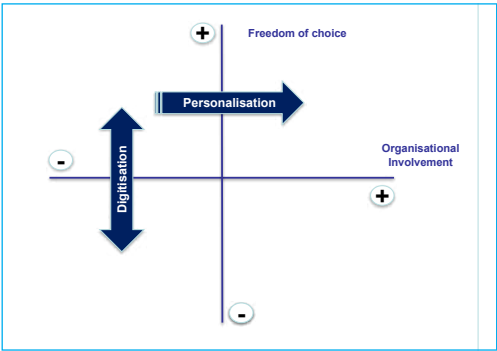 +
Freedom of choice
Personalisation
Organisational
Involvement
-
Digitisation
+
-